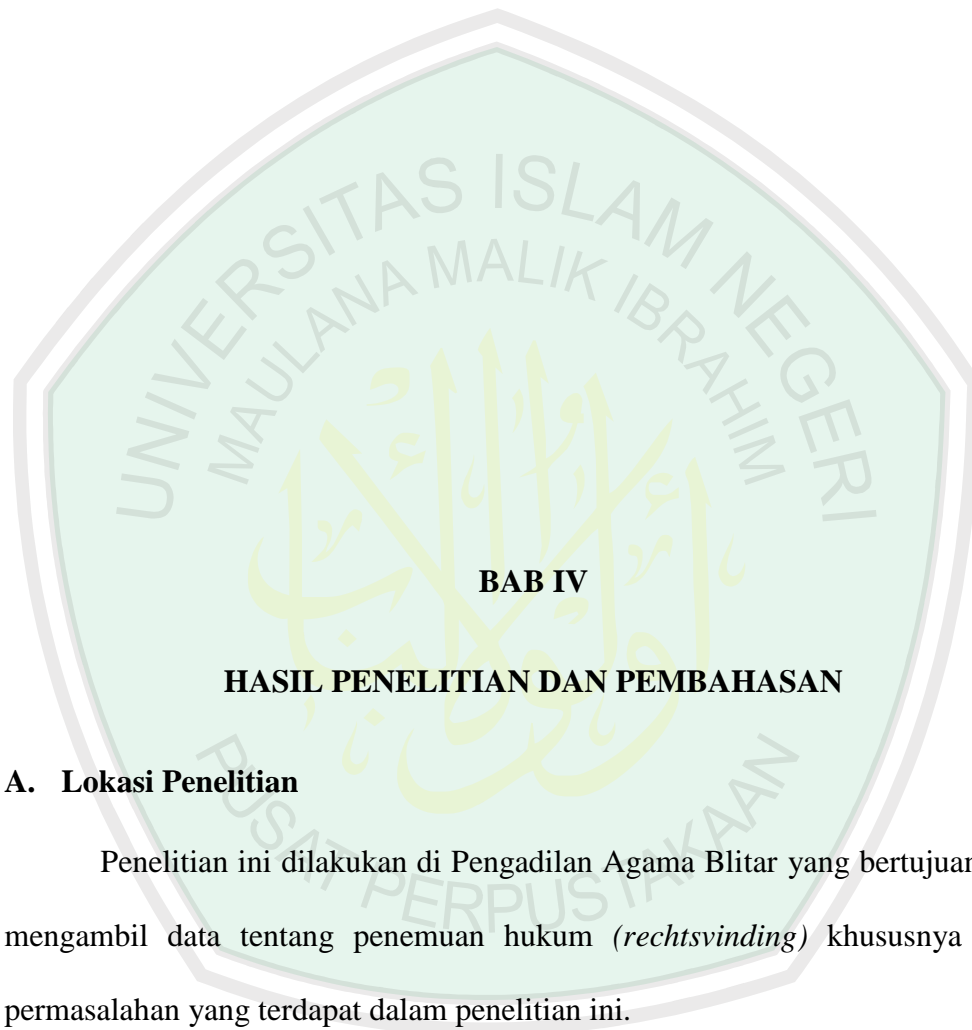 UNIVERSITAS ISLAM NEGERI
MAULANA MALIK IBRAHIM
BAB IV
HASIL PENELITIAN DAN PEMBAHASAN
A. Lokasi Penelitian
Penelitian ini dilakukan di Pengadilan Agama Blitar yang bertujuan
mengambil data tentang penemuan hukum (rechtsvinding) khususnya
permasalahan yang terdapat dalam penelitian ini.
PUSAT PERPUSTAKAAN